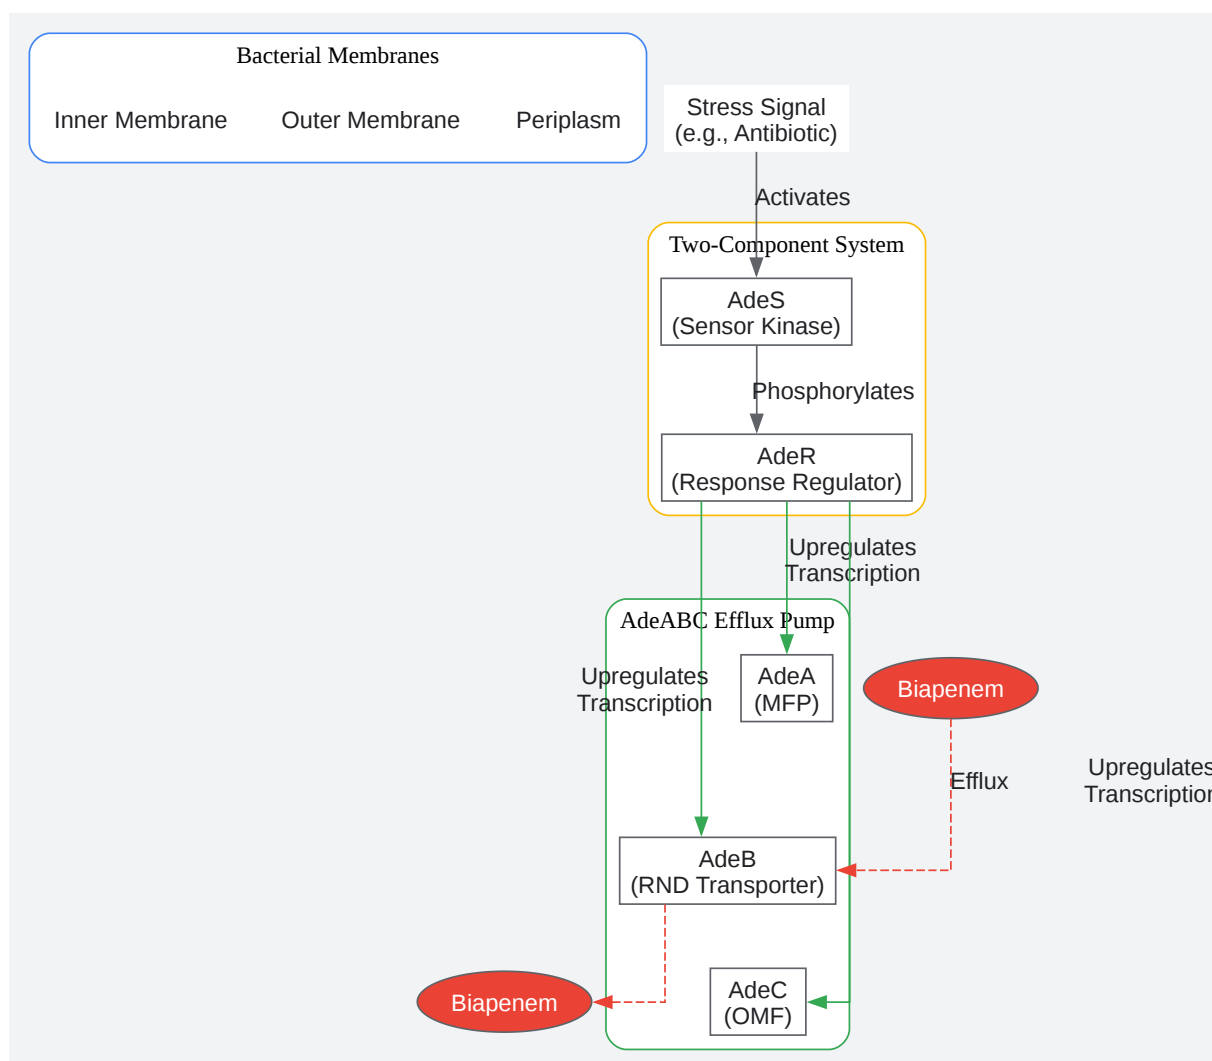 Bacterial Membranes
Inner Membrane
Outer Membrane
Periplasm
Stress Signal
(e.g., Antibiotic)
Activates
Two-Component System
AdeS
(Sensor Kinase)
Phosphorylates
AdeR
(Response Regulator)
Upregulates
Transcription
AdeABC Efflux Pump
Upregulates
Transcription
AdeA
(MFP)
Biapenem
Efflux
Upregulates
Transcription
AdeB
(RND Transporter)
Biapenem
AdeC
(OMF)